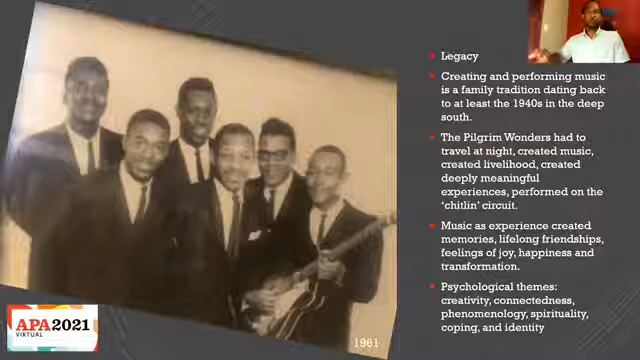 Legacy
Creating and performing music
is a family tradition dating back
to at least the 1940s in the deep
south.
The Pilgrim Wonders had to
travel at night, created music,
created livelihood, created
deeply meaningful
experiences, performed on the
‘chitlin’ circuit.
Music as experience created
memories, lifelong friendships,
feelings of joy, happiness and
transformation.
Psychological themes:
creativity, connectedness,
phenomenology, spirituality,
coping, and identity
1961
APA2021
VIRTUAL